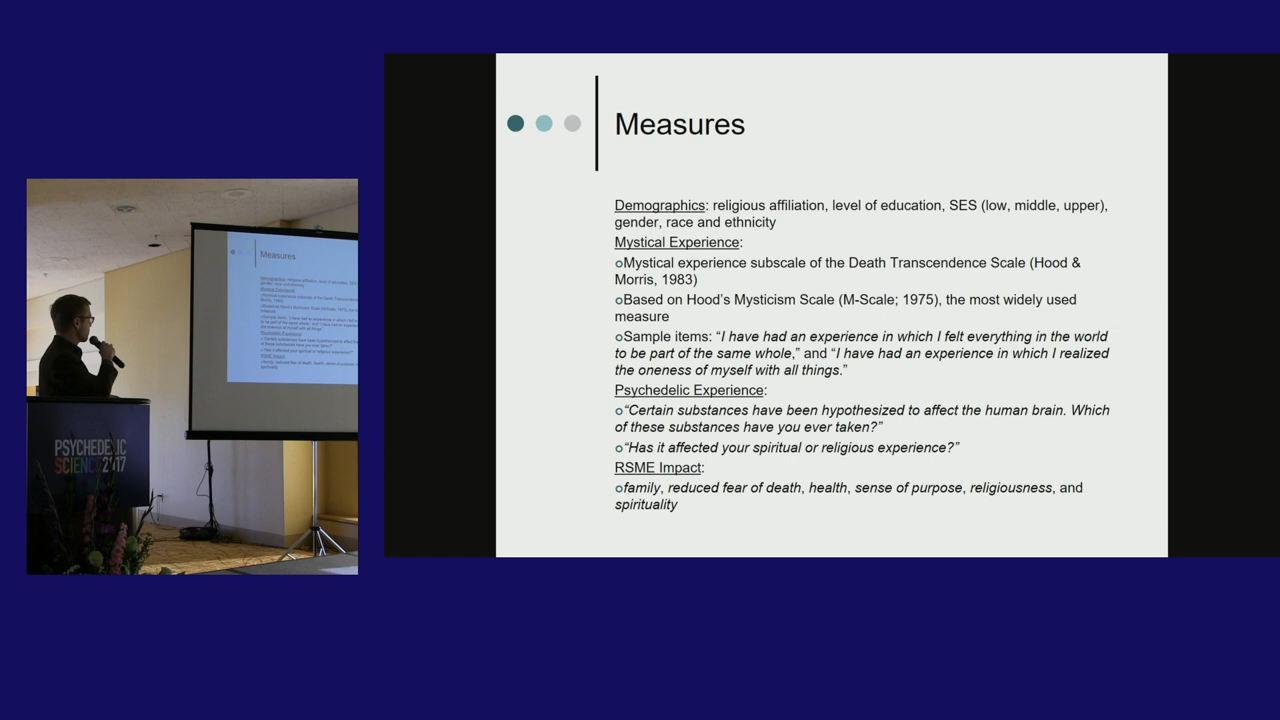 Measures
Demographics: religious affiliation, level of education, SES (low, middle, upper),
gender, race and ethnicity
Mystical Experience:
oMystical experience subscale of the Death Transcendence Scale (Hood &
Morris, 1983)
oBased on Hood's Mysticism Scale (M-Scale; 1975), the most widely used
measure
oSample items: “I have had an experience in which I felt everything in the world
to be part of the same whole,” and “I have had an experience in which I realized
the oneness of myself with all things.”
Psychedelic Experience:
o“Certain substances have been hypothesized to affect the human brain. Which
of these substances have you ever taken?”
o“Has it affected your spiritual or religious experience?”
RSME Impact:
ofamily, reduced fear of death, health, sense of purpose, religiousness, and
spirituality
Measures
PSYCHEDELIC
SCIENCE 2017